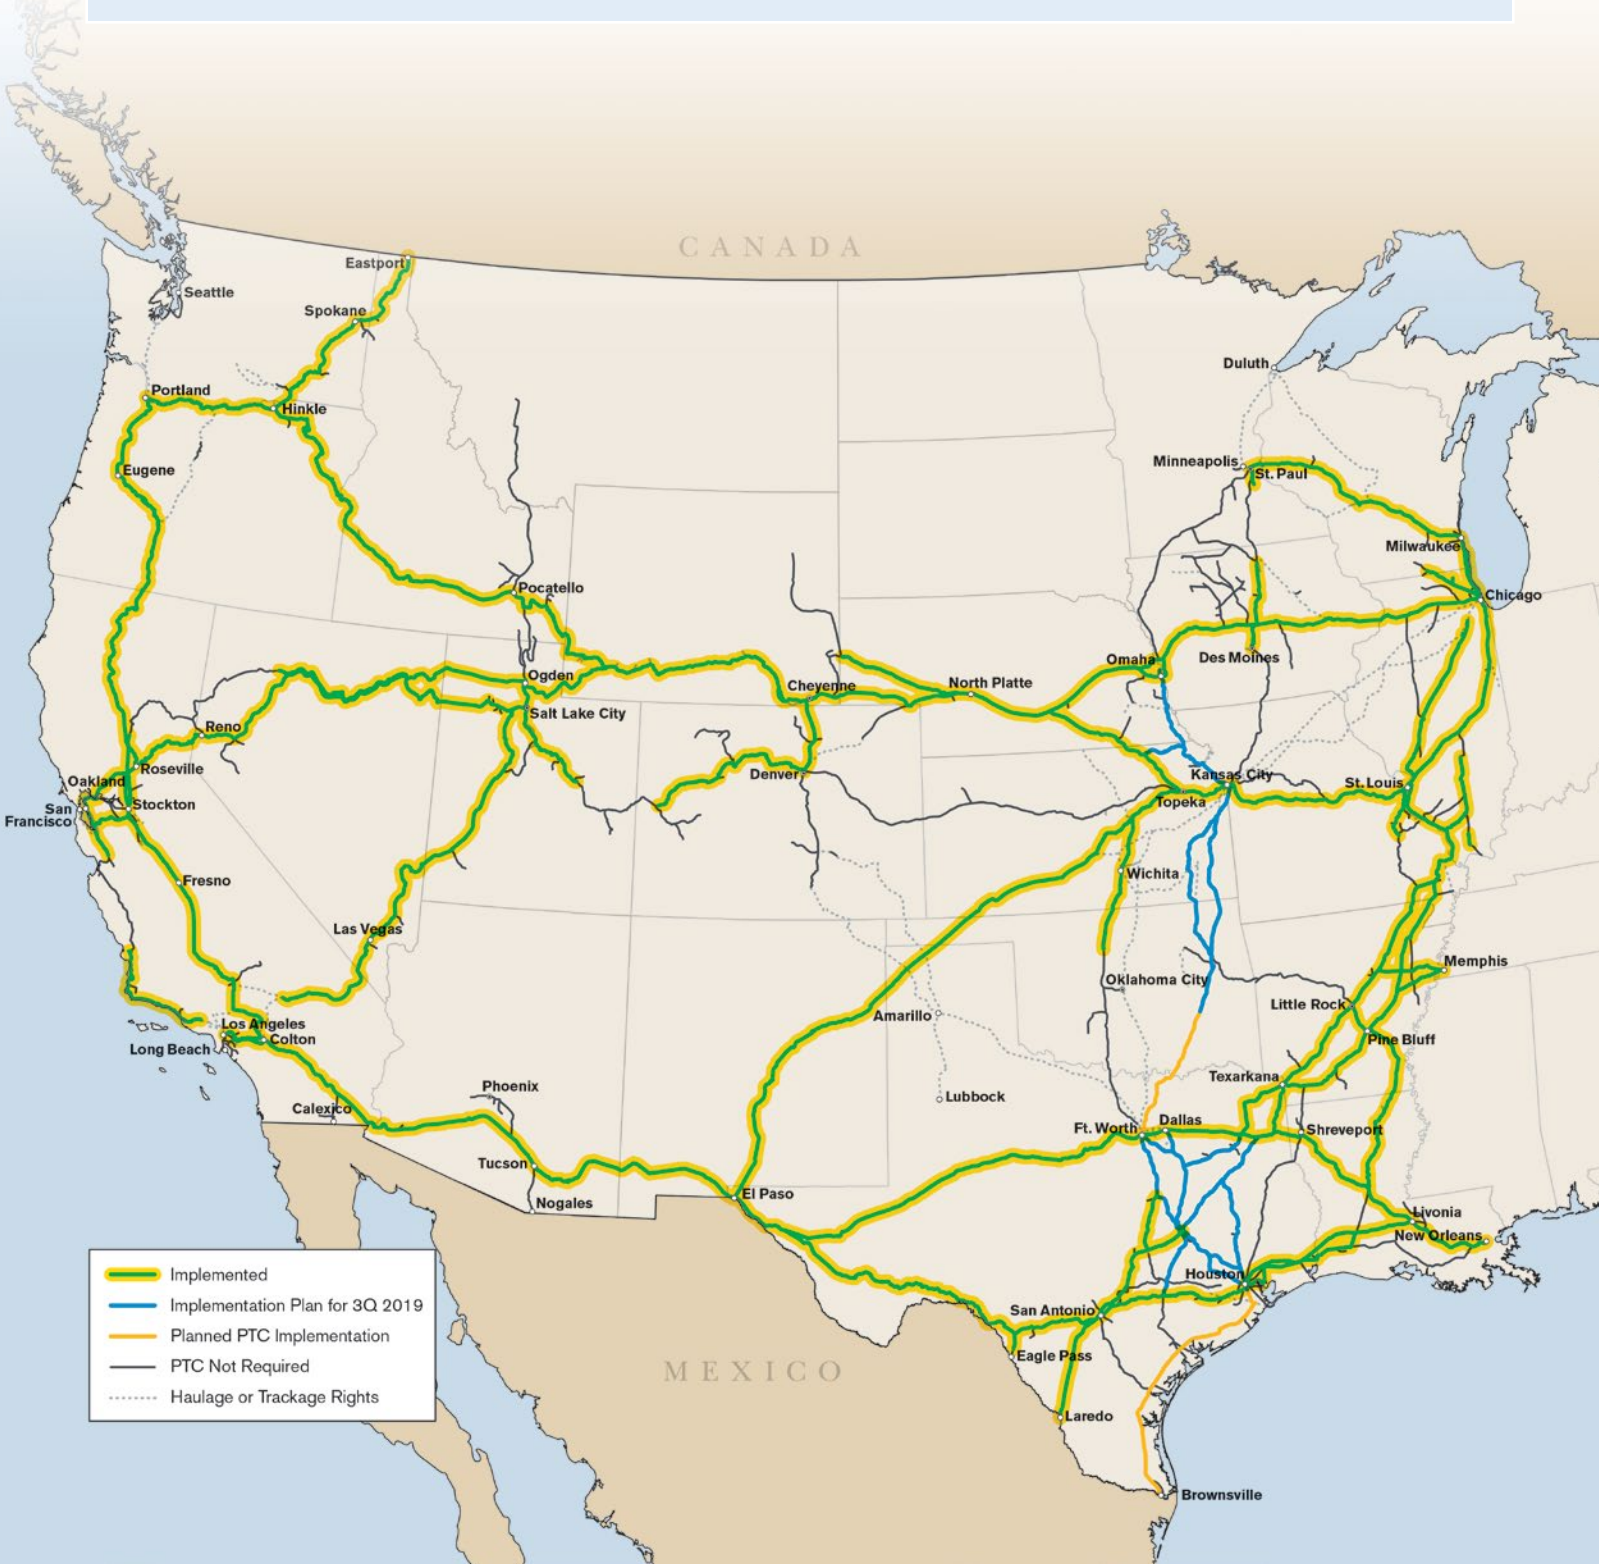 CANADA
Eastport
Seattle
Spokane
Duluth
Portland
Hinkle
Minneapolis
St. Paul
Eugene
Milwaukee
Pocatello
Chicago
Omaha
Des Moines
Ogden
Cheyenne
North Platte
Salt Lake City
Reno
Roseville
Denver
Kansas City
St. Louis
Oakland
Topeka
Stockton
San
Francisco
Wichita
Fresno
Las Vegas
Memphis
Oklahoma City
Little Rock
Amarillo
Los Angeles
Colton
Pine Bluff
Long Beach
Texarkana
Phoenix
Lubbock
Calexico
Ft. Worth
Dallas
Shreveport
Tucson
El Paso
Nogales
Livonia
New Orleans
Houston
San Antonio
Eagle Pass
MEXICO
Laredo
Brownsville
Implemented
Implementation Plan for 3Q 2019
Planned PTC Implementation
PTC Not Required
Haulage or Trackage Rights